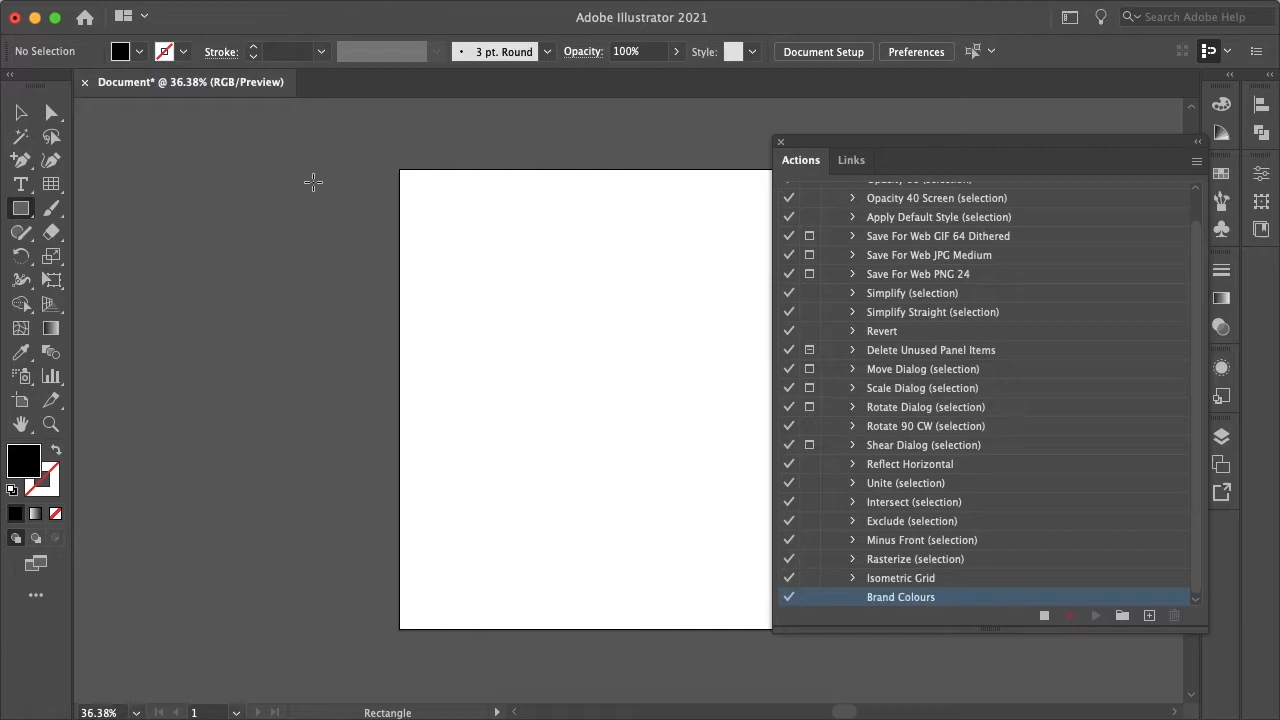 Adobe Illustrator 2021
Search Adobe Help
No Selection
Stroke:
3 pt. Round
Opacity:
100%
Style:
Document Setup
Preferences
Document* @ 36.38% (RGB/Preview)
Actions
Links
Opacity 40 Screen (selection)
Apply Default Style (selection)
Save For Web GIF 64 Dithered
Save For Web JPG Medium
Save For Web PNG 24
Simplify (selection)
Simplify Straight (selection)
Revert
Delete Unused Panel Items
Move Dialog (selection)
Scale Dialog (selection)
Rotate Dialog (selection)
Rotate 90 CW (selection)
Shear Dialog (selection)
Reflect Horizontal
Unite (selection)
Intersect (selection)
Exclude (selection)
Minus Front (selection)
Rasterize (selection)
Isometric Grid
Brand Colours
36.38%
1
Rectangle